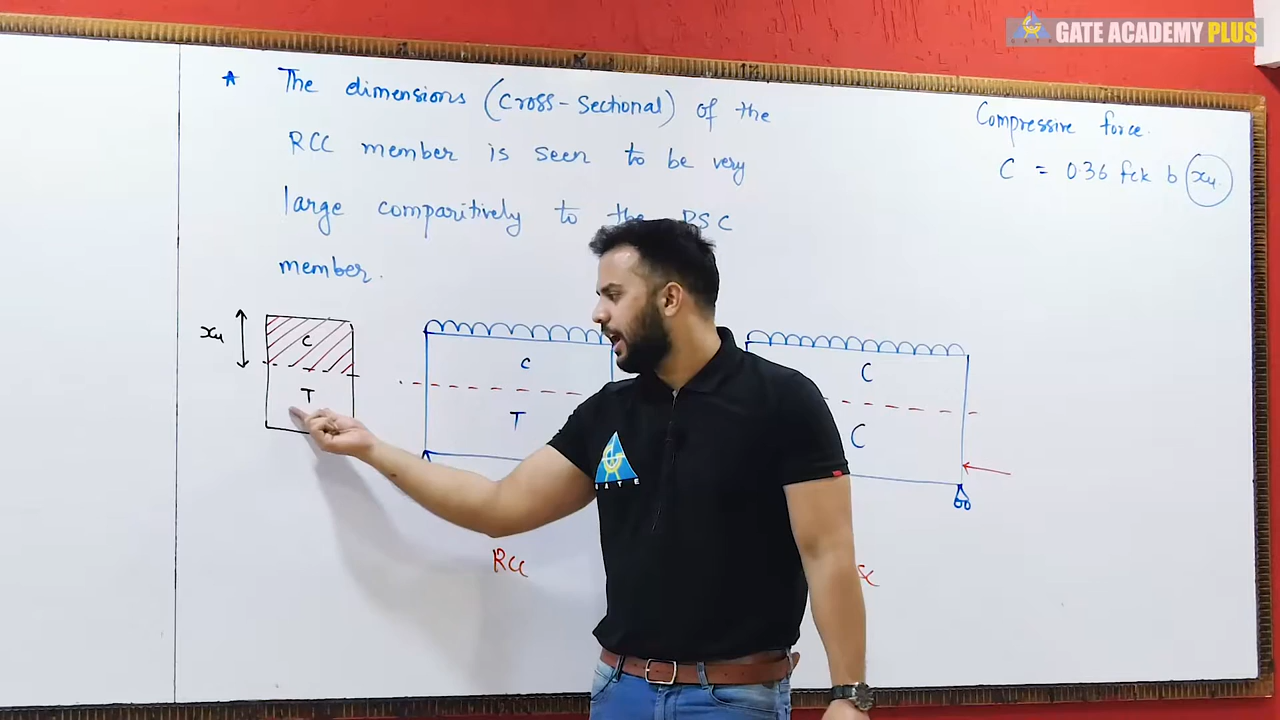 GATE ACADEMY PLUS
* The dimensions (cross-sectional) of the
RCC member is seen to be very
large comparitively to the PSC
member.
Compressive force.
C = 0.36 fck b xu.
xu
C
T
C
T
C
C
GATE
RCC